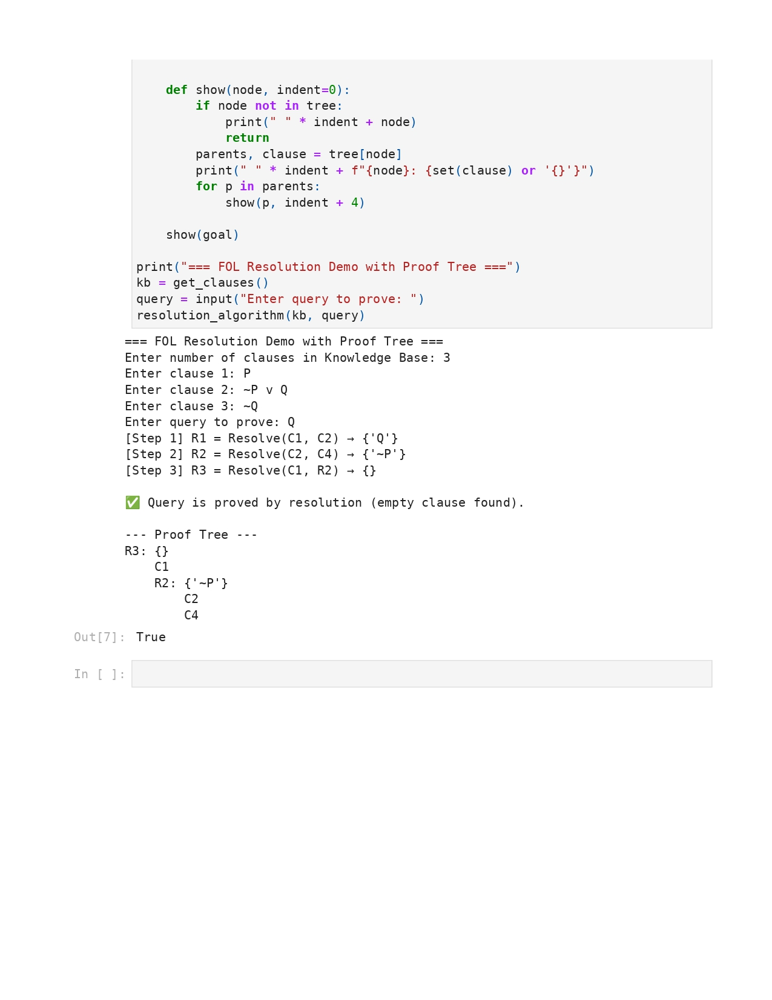 def show(node, indent=0):
        if node not in tree:
            print(" " * indent + node)
            return
        parents, clause = tree[node]
        print(" " * indent + f"{node}: {set(clause) or '{}'}")
        for p in parents:
            show(p, indent + 4)

    show(goal)

print("=== FOL Resolution Demo with Proof Tree ===")
kb = get_clauses()
query = input("Enter query to prove: ")
resolution_algorithm(kb, query)
=== FOL Resolution Demo with Proof Tree ===
Enter number of clauses in Knowledge Base: 3
Enter clause 1: P
Enter clause 2: ~P v Q
Enter clause 3: ~Q
Enter query to prove: Q
[Step 1] R1 = Resolve(C1, C2) → {'Q'}
[Step 2] R2 = Resolve(C2, C4) → {'~P'}
[Step 3] R3 = Resolve(C1, R2) → {}

✅ Query is proved by resolution (empty clause found).

--- Proof Tree ---
R3: {}
    C1
    R2: {'~P'}
        C2
        C4
Out[7]: True
In [ ]: